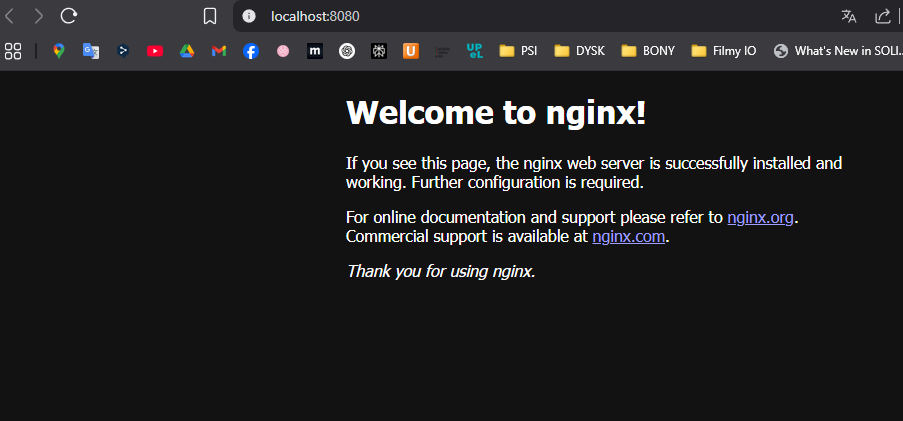 localhost:8080
PSI DYSK BONY Filmy IO What's New in SOLI...
Welcome to nginx!
If you see this page, the nginx web server is successfully installed and
working. Further configuration is required.
For online documentation and support please refer to nginx.org.
Commercial support is available at nginx.com.
Thank you for using nginx.